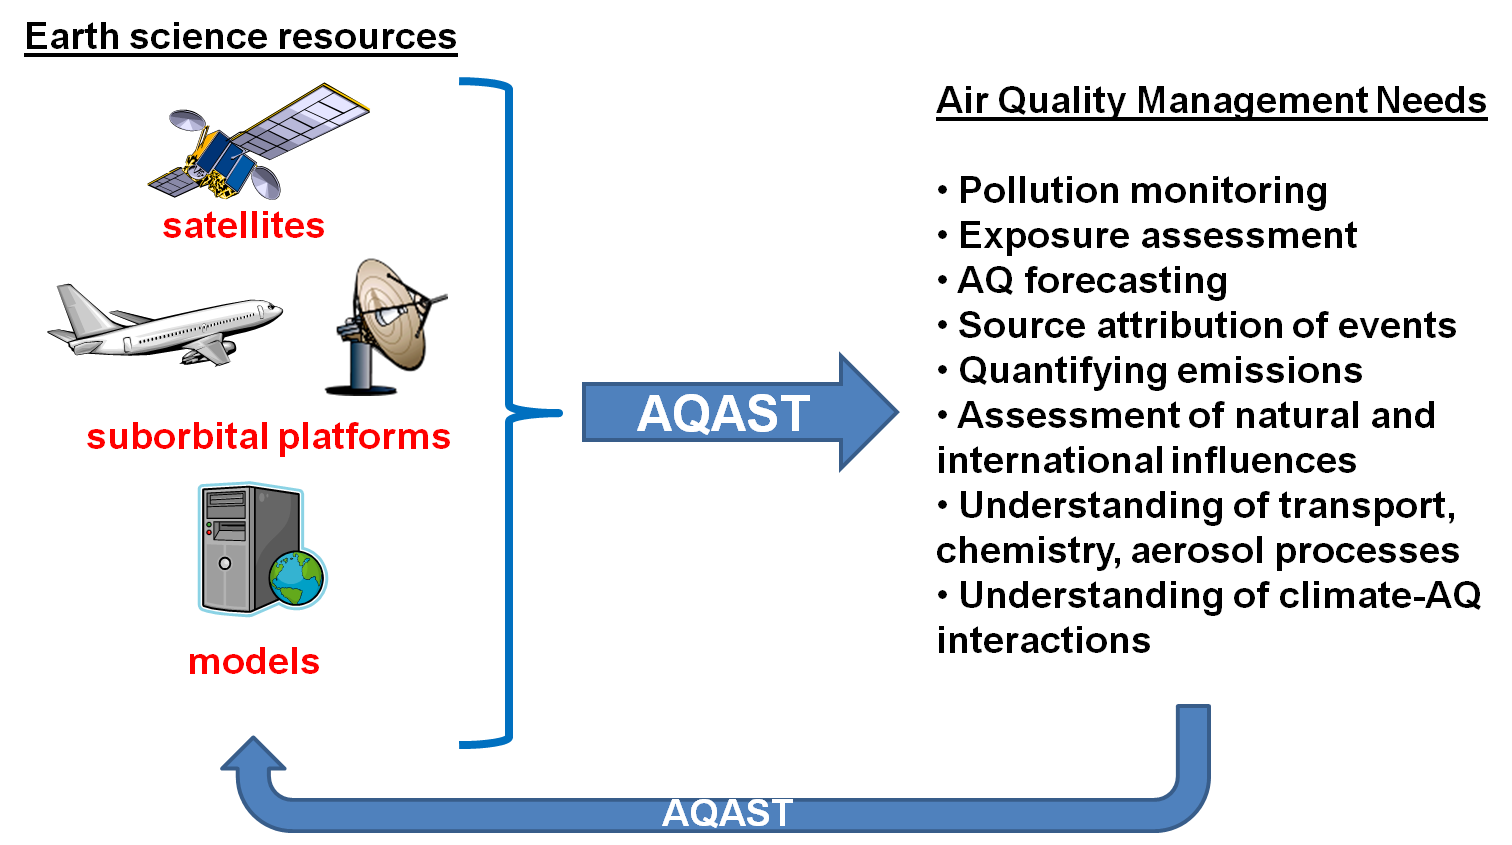 Earth science resources
satellites
suborbital platforms
models
AQAST
Air Quality Management Needs
• Pollution monitoring
• Exposure assessment
• AQ forecasting
• Source attribution of events
• Quantifying emissions
• Assessment of natural and
international influences
• Understanding of transport,
chemistry, aerosol processes
• Understanding of climate-AQ
interactions
AQAST